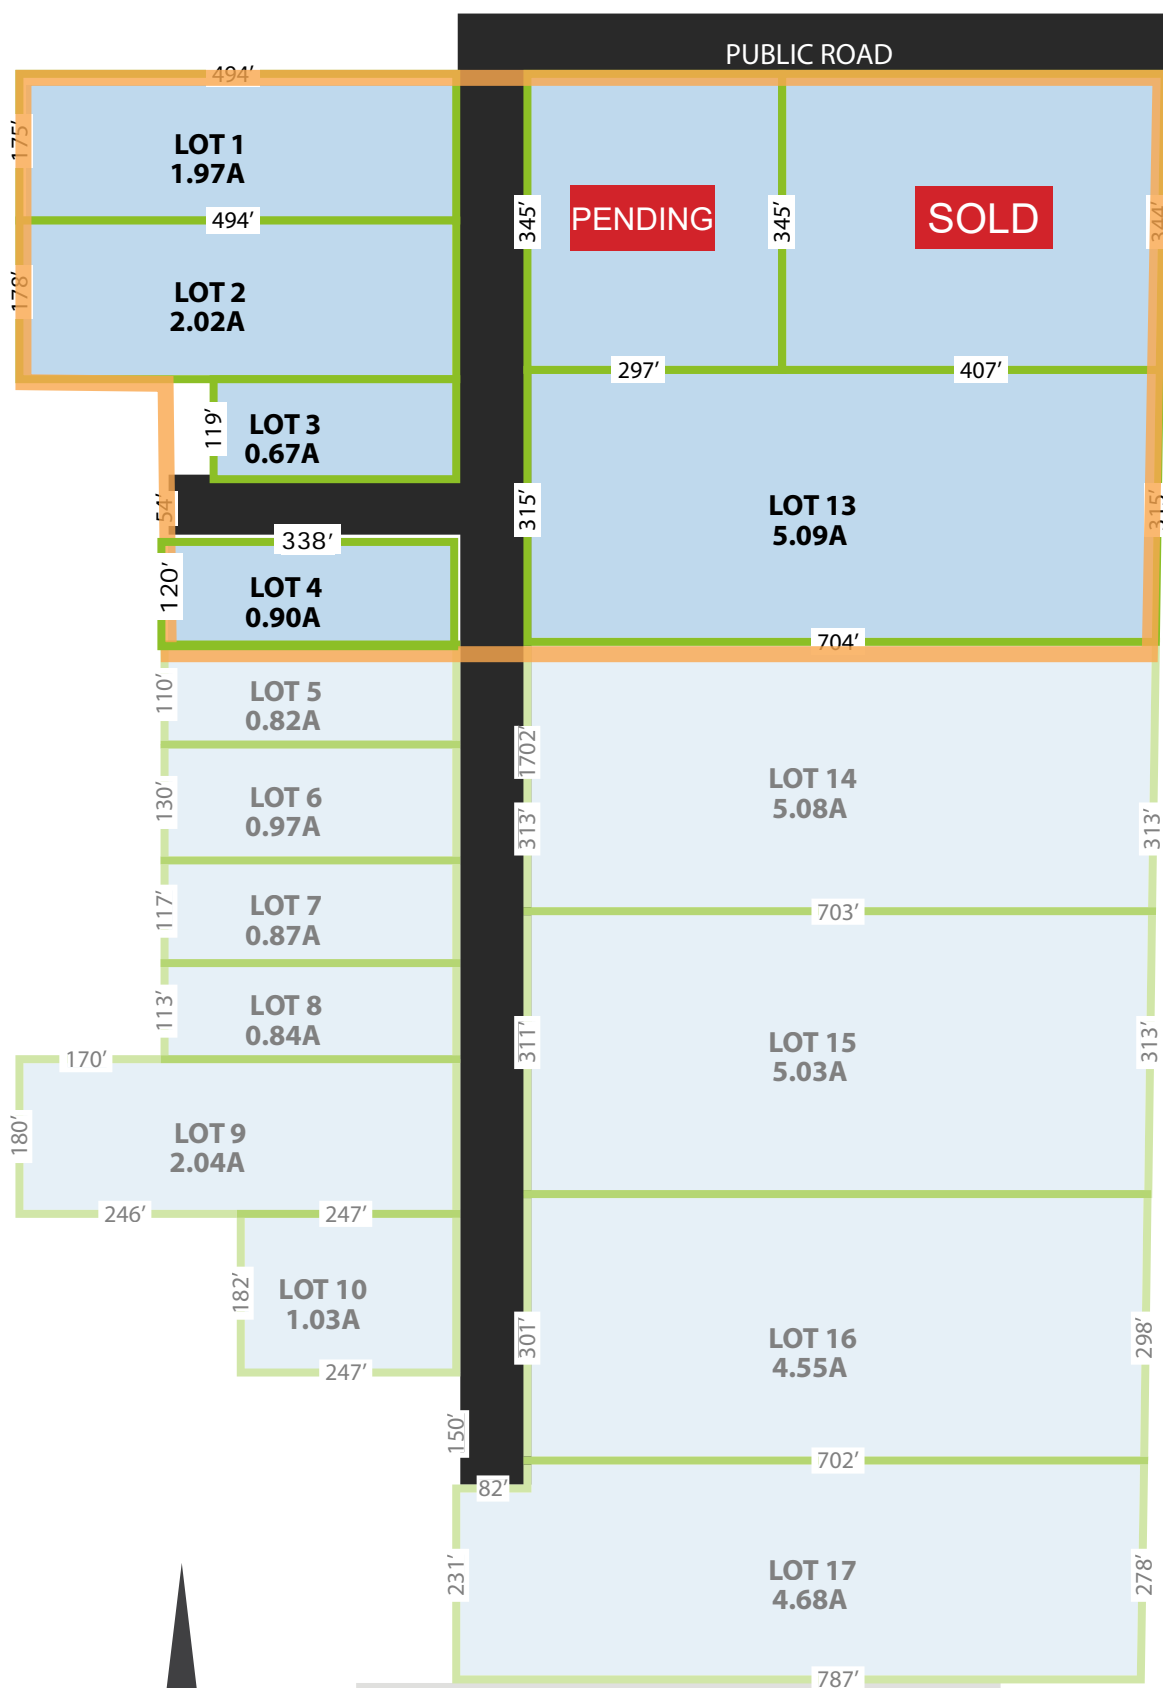 PUBLIC ROAD
494’
175’
LOT 1
1.97A
494’
178’
LOT 2
2.02A
345’
PENDING
345’
SOLD
344’
297’
407’
119’
LOT 3
0.67A
54’
315’
LOT 13
5.09A
315’
338’
120’
LOT 4
0.90A
704’
110’
LOT 5
0.82A
1702’
LOT 14
5.08A
130’
LOT 6
0.97A
313’
313’
117’
LOT 7
0.87A
703’
113’
LOT 8
0.84A
311’
LOT 15
5.03A
313’
170’
180’
LOT 9
2.04A
246’
247’
182’
LOT 10
1.03A
301’
LOT 16
4.55A
298’
247’
150’
702’
82’
231’
LOT 17
4.68A
278’
787’